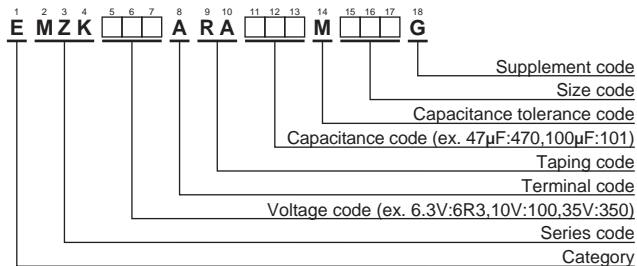 1 2 3 4 5 6 7 8 9 10 11 12 13 14 15 16 17 18
E M Z K A R A M G
Supplement code
Size code
Capacitance tolerance code
Capacitance code (ex. 47µF:470,100µF:101)
Taping code
Terminal code
Voltage code (ex. 6.3V:6R3,10V:100,35V:350)
Series code
Category